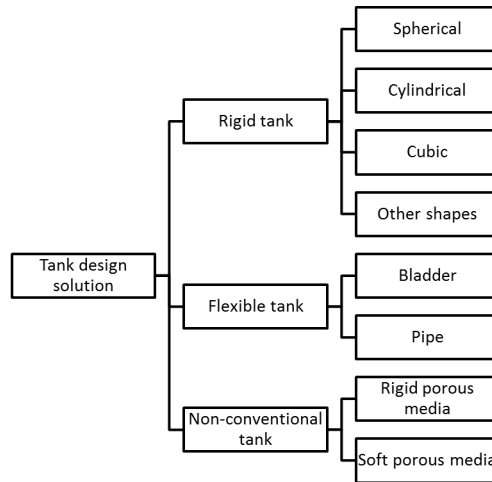 Spherical
Cylindrical
Rigid tank
Cubic
Other shapes
Tank design
solution
Bladder
Flexible tank
Pipe
Rigid porous
media
Non-conventional
tank
Soft porous media